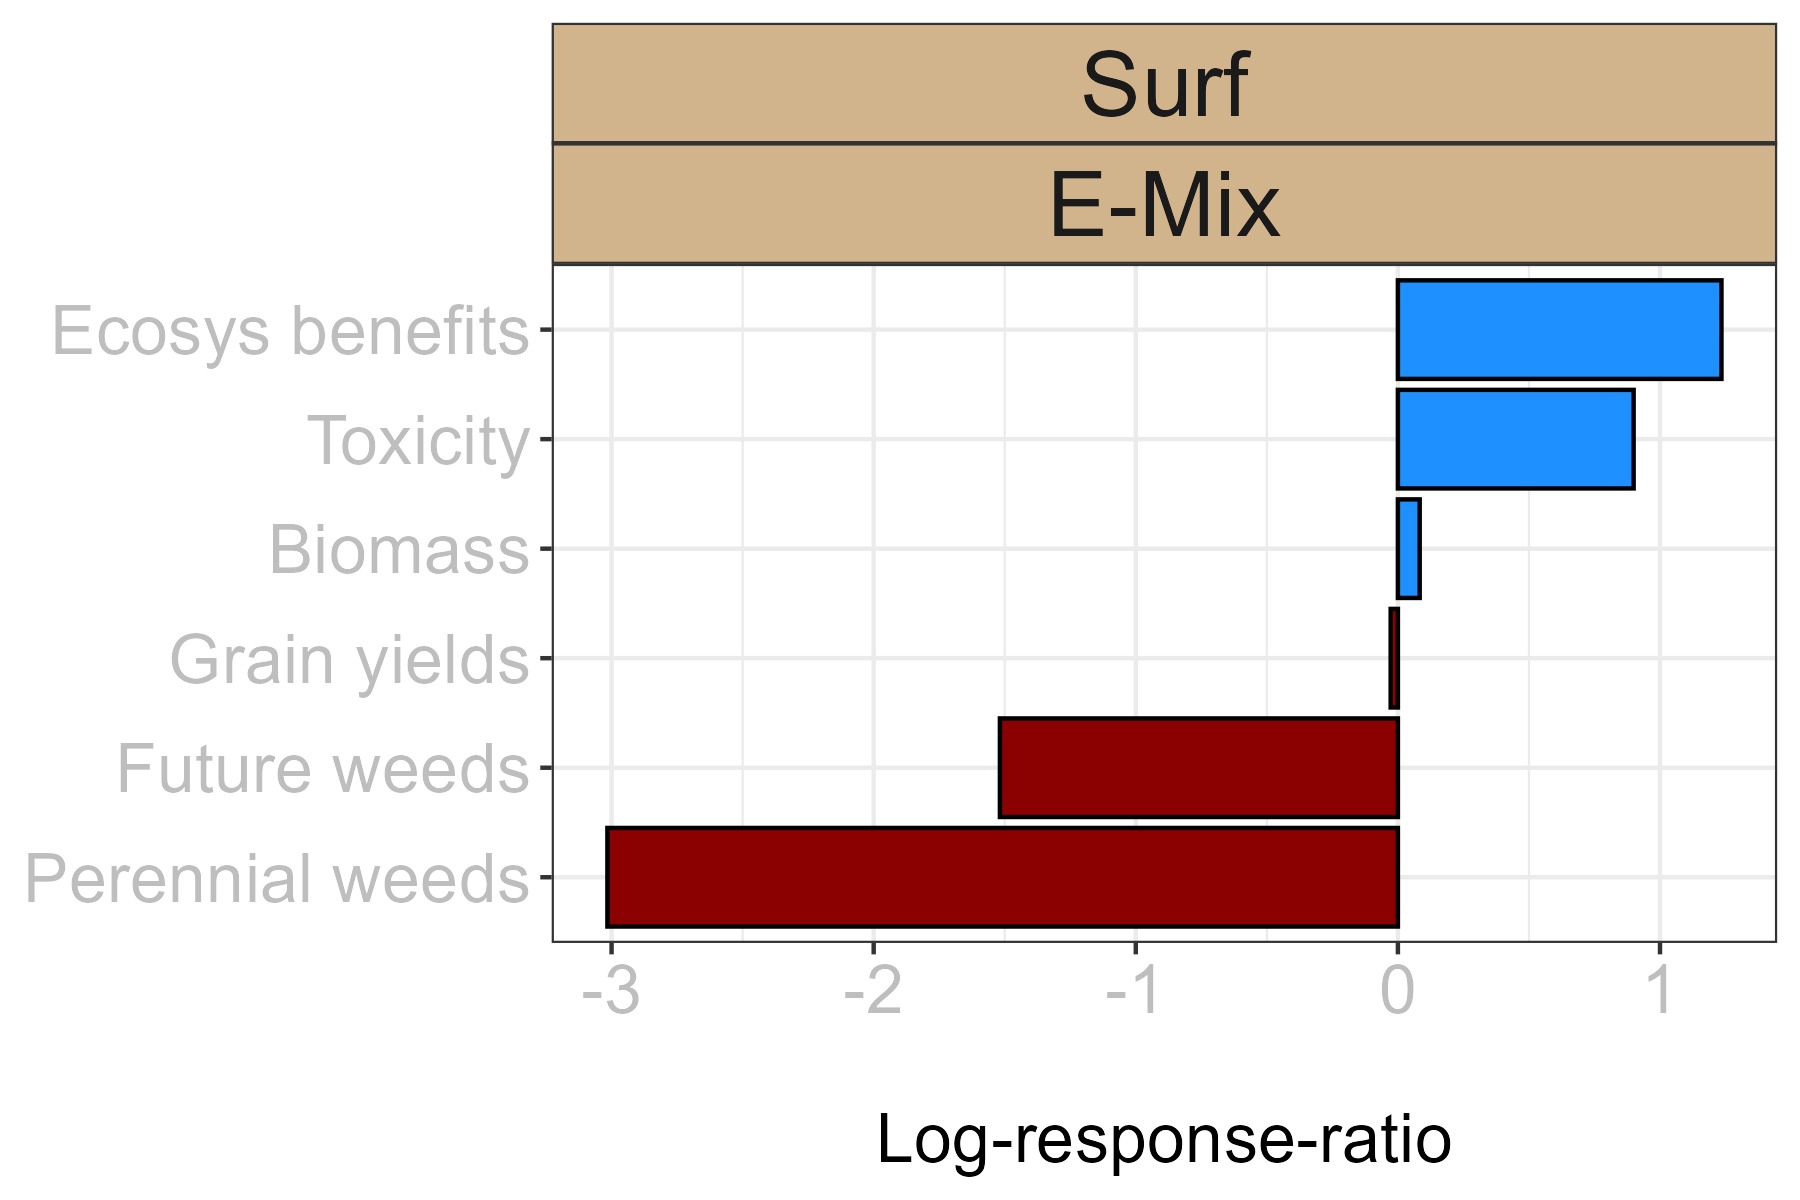 Surf
E-Mix
Ecosys benefits
Toxicity
Biomass
Grain yields
Future weeds
Perennial weeds
-3 -2 -1 0 1
Log-response-ratio